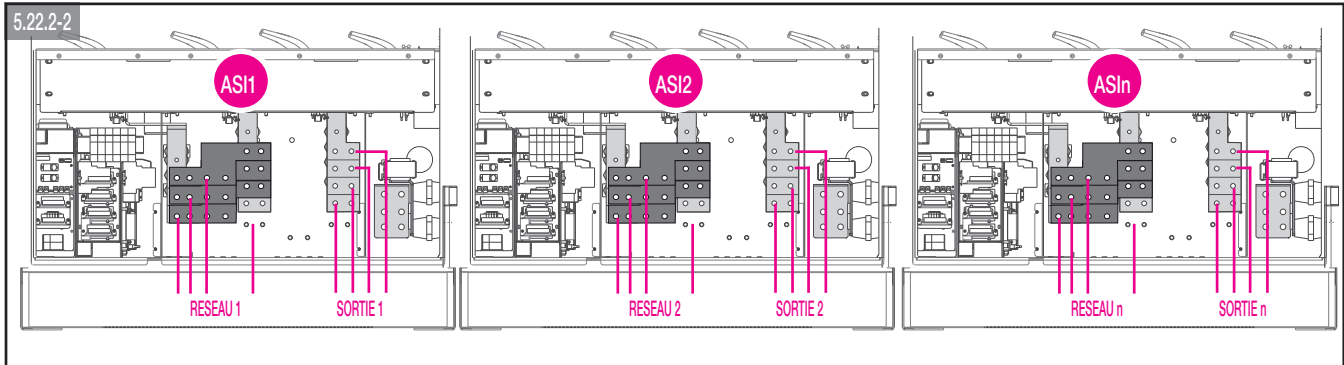 5.22.2-2
ASI1
ASI2
ASIn
RESEAU 1
SORTIE 1
RESEAU 2
SORTIE 2
RESEAU n
SORTIE n